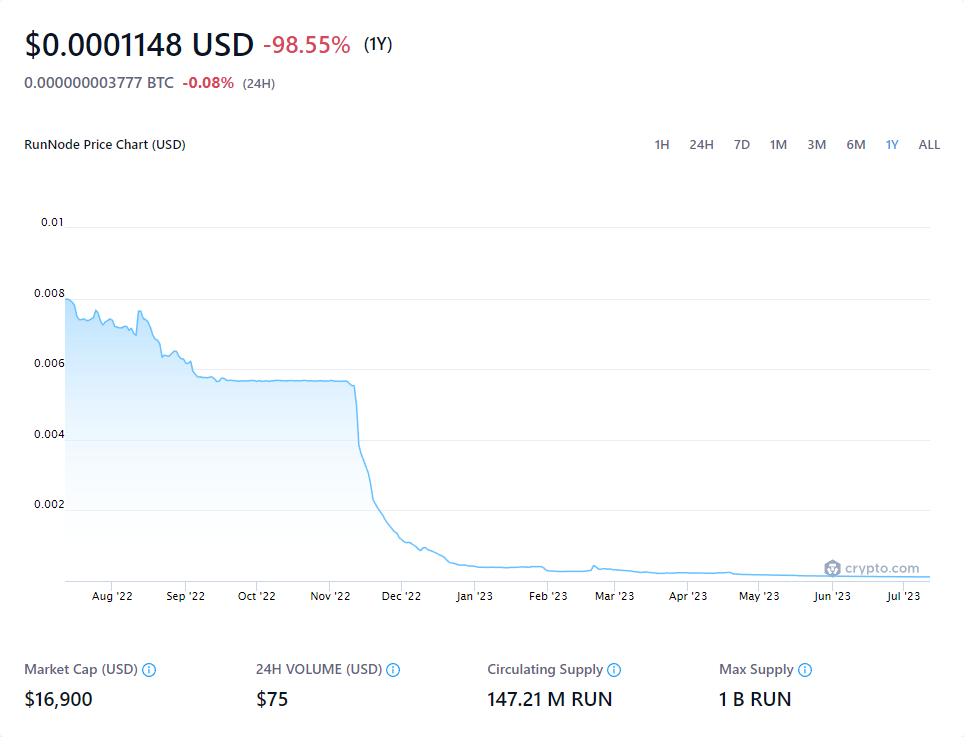 $0.0001148 USD -98.55% (1Y)
0.000000003777 BTC -0.08% (24H)
RunNode Price Chart (USD) 1H 24H 7D 1M 3M 6M 1Y ALL
0.01
0.008
0.006
0.004
0.002
crypto.com
Aug '22 Sep '22 Oct '22 Nov '22 Dec '22 Jan '23 Feb '23 Mar '23 Apr '23 May '23 Jun '23 Jul '23
Market Cap (USD) 24H VOLUME (USD) Circulating Supply Max Supply
$16,900 $75 147.21 M RUN 1 B RUN